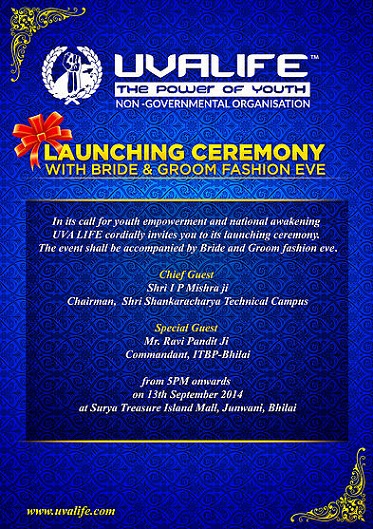 UVALIFE™
THE POWER OF YOUTH
NON -GOVERNMENTAL ORGANISATION
LAUNCHING CEREMONY
WITH BRIDE & GROOM FASHION EVE
In its call for youth empowerment and national awakening
UVA LIFE cordially invites you to its launching ceremony.
The event shall be accompanied by Bride and Groom fashion eve.
Chief Guest
Shri I P Mishra ji
Chairman, Shri Shankaracharya Technical Campus
Special Guest
Mr. Ravi Pandit Ji
Commandant, ITBP-Bhilai
from 5PM onwards
on 13th September 2014
at Surya Treasure Island Mall, Junwani, Bhilai
www.uvalife.com